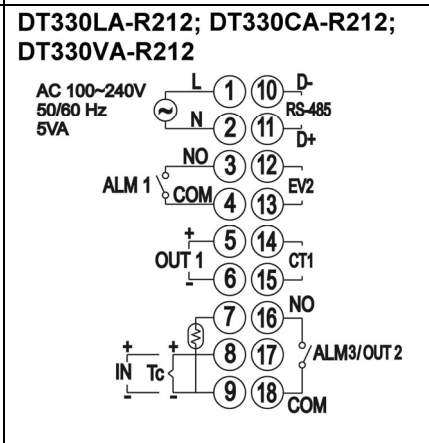 DT330LA-R212; DT330CA-R212;
DT330VA-R212
AC 100~240V
50/60 Hz
5VA
L 1 10 D-
RS-485
N 2 11 D+
NO 3 12
ALM 1 EV2
COM 4 13
+ 5 14
OUT 1 CT1
- 6 15
7 16 NO
+ + 8 17 ALM3/OUT 2
IN Tc
- - 9 18 COM